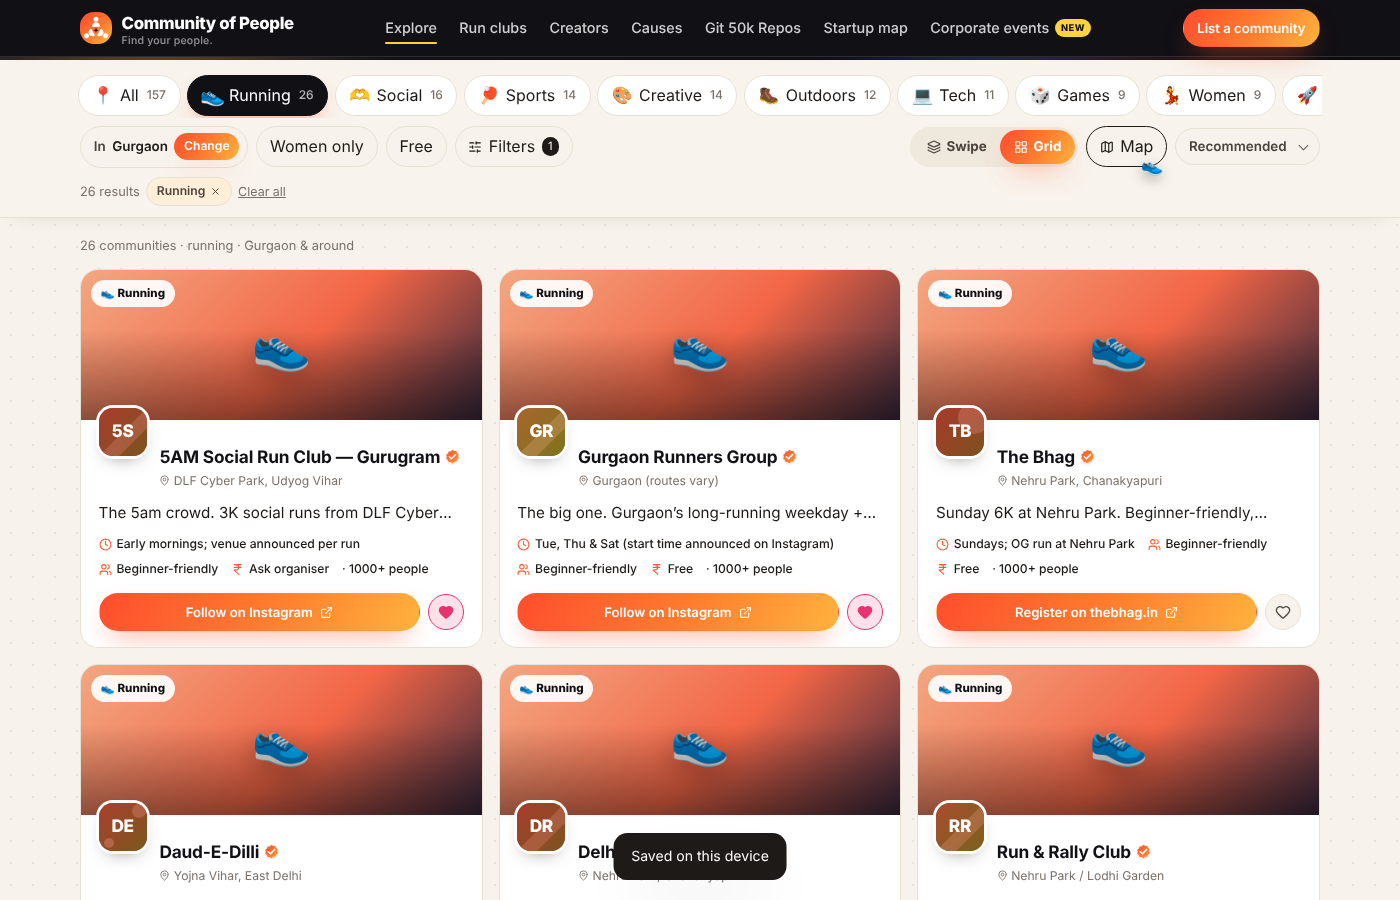 Community of People
Find your people.
Explore
Run clubs
Creators
Causes
Git 50k Repos
Startup map
Corporate events NEW
List a community
All 157
Running 26
Social 16
Sports 14
Creative 14
Outdoors 12
Tech 11
Games 9
Women 9
In Gurgaon Change
Women only
Free
Filters 1
Swipe
Grid
Map
Recommended
26 results
Running ×
Clear all
26 communities · running · Gurgaon & around
Running
5S
5AM Social Run Club — Gurugram
DLF Cyber Park, Udyog Vihar
The 5am crowd. 3K social runs from DLF Cyber...
Early mornings; venue announced per run
Beginner-friendly ₹ Ask organiser · 1000+ people
Follow on Instagram
Running
GR
Gurgaon Runners Group
Gurgaon (routes vary)
The big one. Gurgaon’s long-running weekday +...
Tue, Thu & Sat (start time announced on Instagram)
Beginner-friendly ₹ Free · 1000+ people
Follow on Instagram
Running
TB
The Bhag
Nehru Park, Chanakyapuri
Sunday 6K at Nehru Park. Beginner-friendly,...
Sundays; OG run at Nehru Park Beginner-friendly
₹ Free · 1000+ people
Register on thebhag.in
Running
DE
Daud-E-Dilli
Yojna Vihar, East Delhi
Running
DR
Running
RR
Run & Rally Club
Nehru Park / Lodhi Garden
Saved on this device